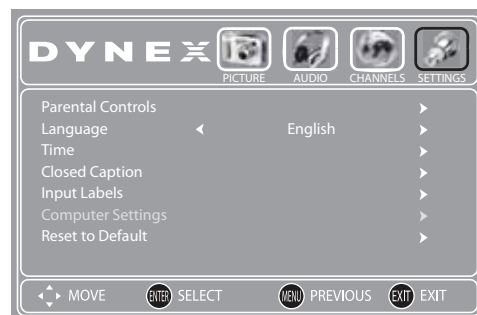 DYNEX
PICTURE AUDIO CHANNELS SETTINGS
Parental Controls
Language English
Time
Closed Caption
Input Labels
Computer Settings
Reset to Default
MOVE ENTER SELECT MENU PREVIOUS EXIT EXIT